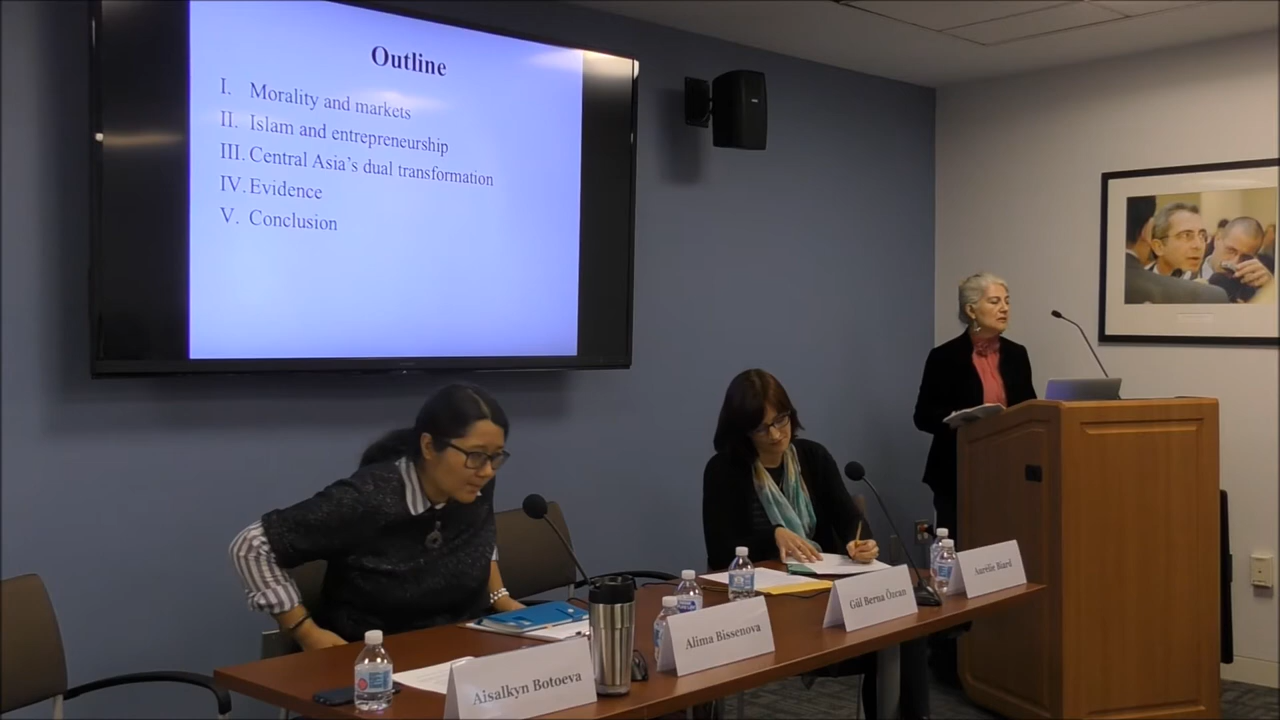 Outline
I. Morality and markets
II. Islam and entrepreneurship
III. Central Asia's dual transformation
IV. Evidence
V. Conclusion
Aisalkyn Botoeva
Alima Bissenova
Gül Berna Özcan
Aurélie Biard